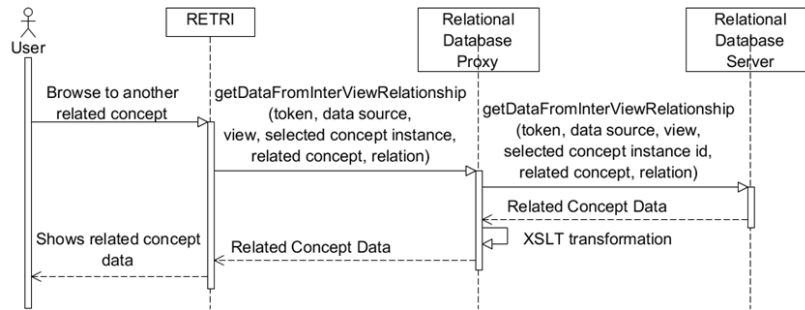 User
RETRI
Relational
Database
Proxy
Relational
Database
Server
Browse to another
related concept
getDataFromInterViewRelationship
(token, data source,
view, selected concept instance,
related concept, relation)
getDataFromInterViewRelationship
(token, data source, view,
selected concept instance id,
related concept, relation)
Related Concept Data
XSLT transformation
Related Concept Data
Shows related concept
data